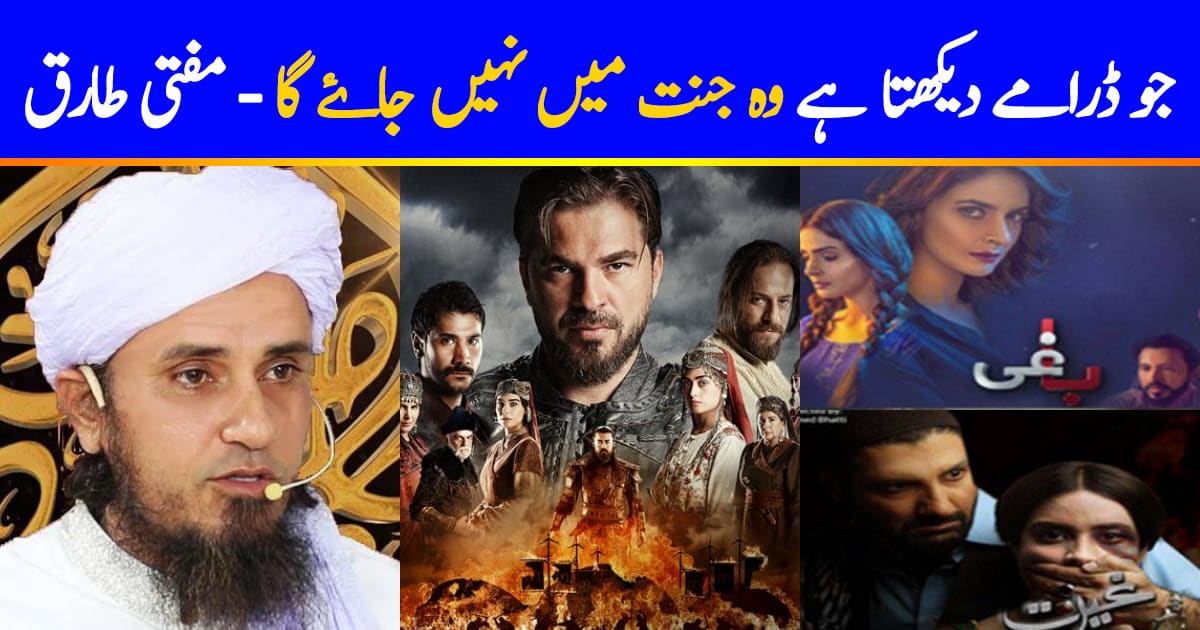 جو ڈرامے دیکھتا ہے وہ جنت میں نہیں جائے گا - مفتی طارق
باغی
غیرت